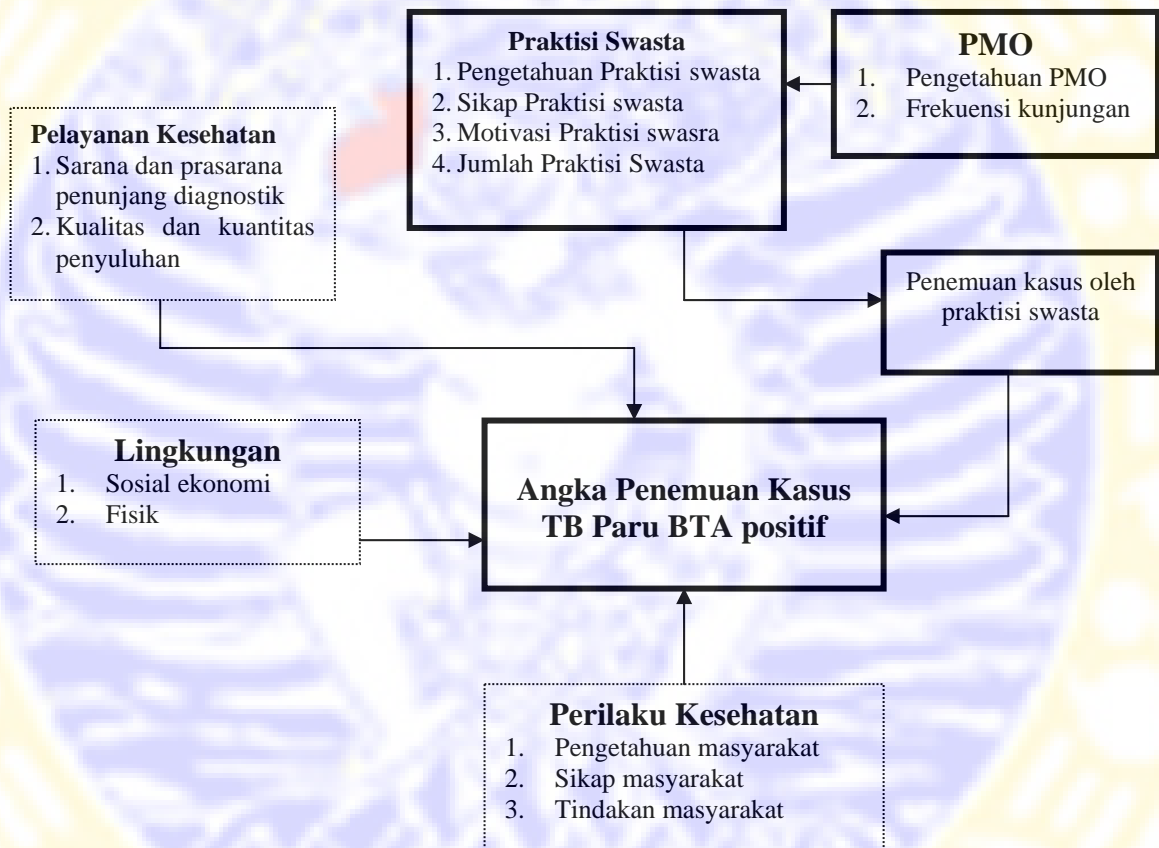 Praktisi Swasta
1. Pengetahuan Praktisi swasta
2. Sikap Praktisi swasta
3. Motivasi Praktisi swasra
4. Jumlah Praktisi Swasta
PMO
1. Pengetahuan PMO
2. Frekuensi kunjungan
Pelayanan Kesehatan
1. Sarana dan prasarana
penunjang diagnostik
2. Kualitas dan kuantitas
penyuluhan
Penemuan kasus oleh
praktisi swasta
Lingkungan
1. Sosial ekonomi
2. Fisik
Angka Penemuan Kasus
TB Paru BTA positif
Perilaku Kesehatan
1. Pengetahuan masyarakat
2. Sikap masyarakat
3. Tindakan masyarakat